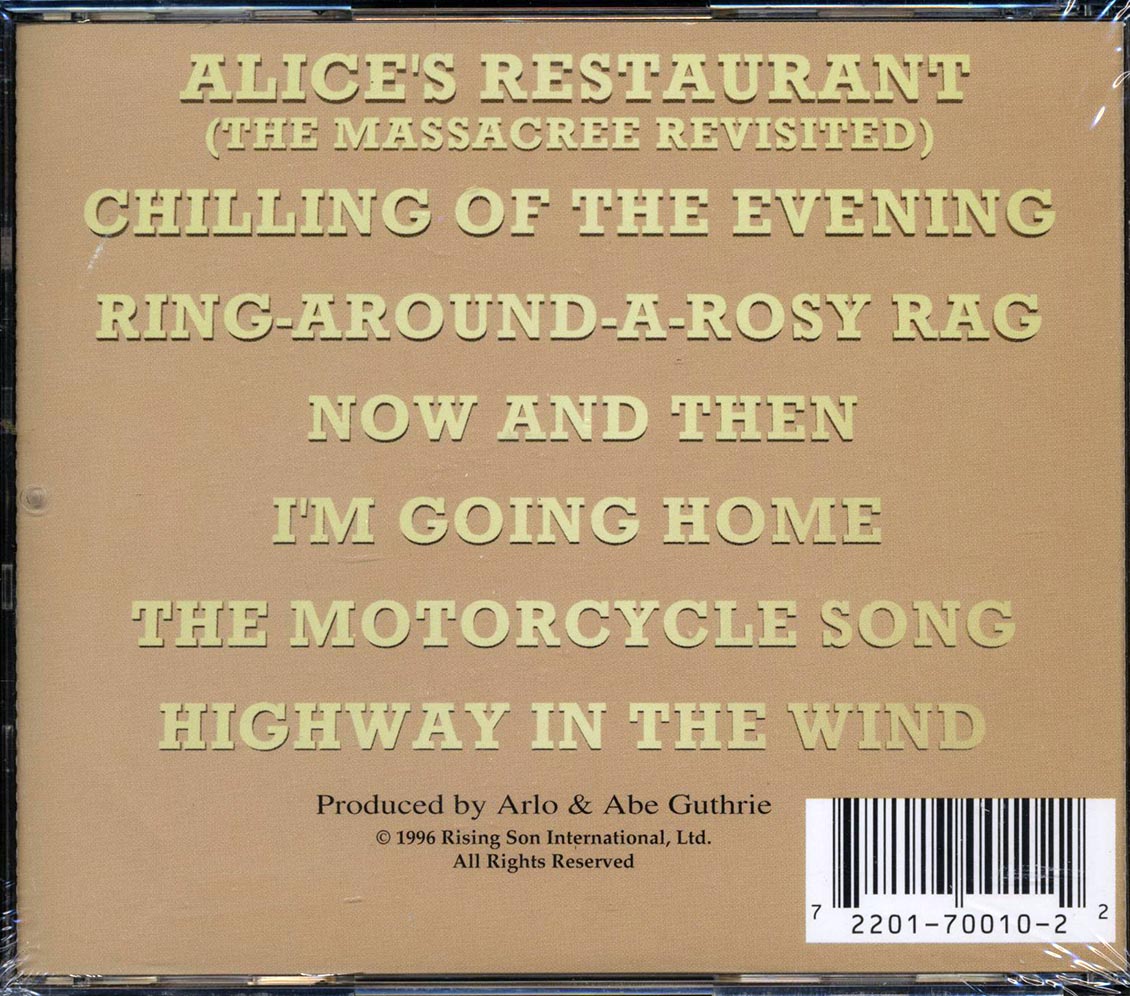 ALICE'S RESTAURANT
(THE MASSACREE REVISITED)
CHILLING OF THE EVENING
RING-AROUND-A-ROSY RAG
NOW AND THEN
I'M GOING HOME
THE MOTORCYCLE SONG
HIGHWAY IN THE WIND
Produced by Arlo & Abe Guthrie
© 1996 Rising Son International, Ltd.
All Rights Reserved
7 2201-70010-2 2